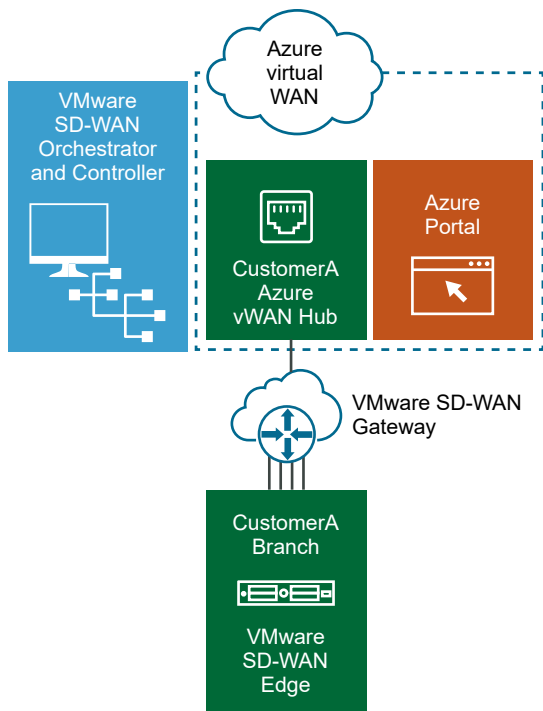 Azure
virtual
WAN
VMware
SD-WAN
Orchestrator
and Controller
CustomerA
Azure
vWAN Hub
Azure
Portal
VMware SD-WAN
Gateway
CustomerA
Branch
VMware
SD-WAN
Edge